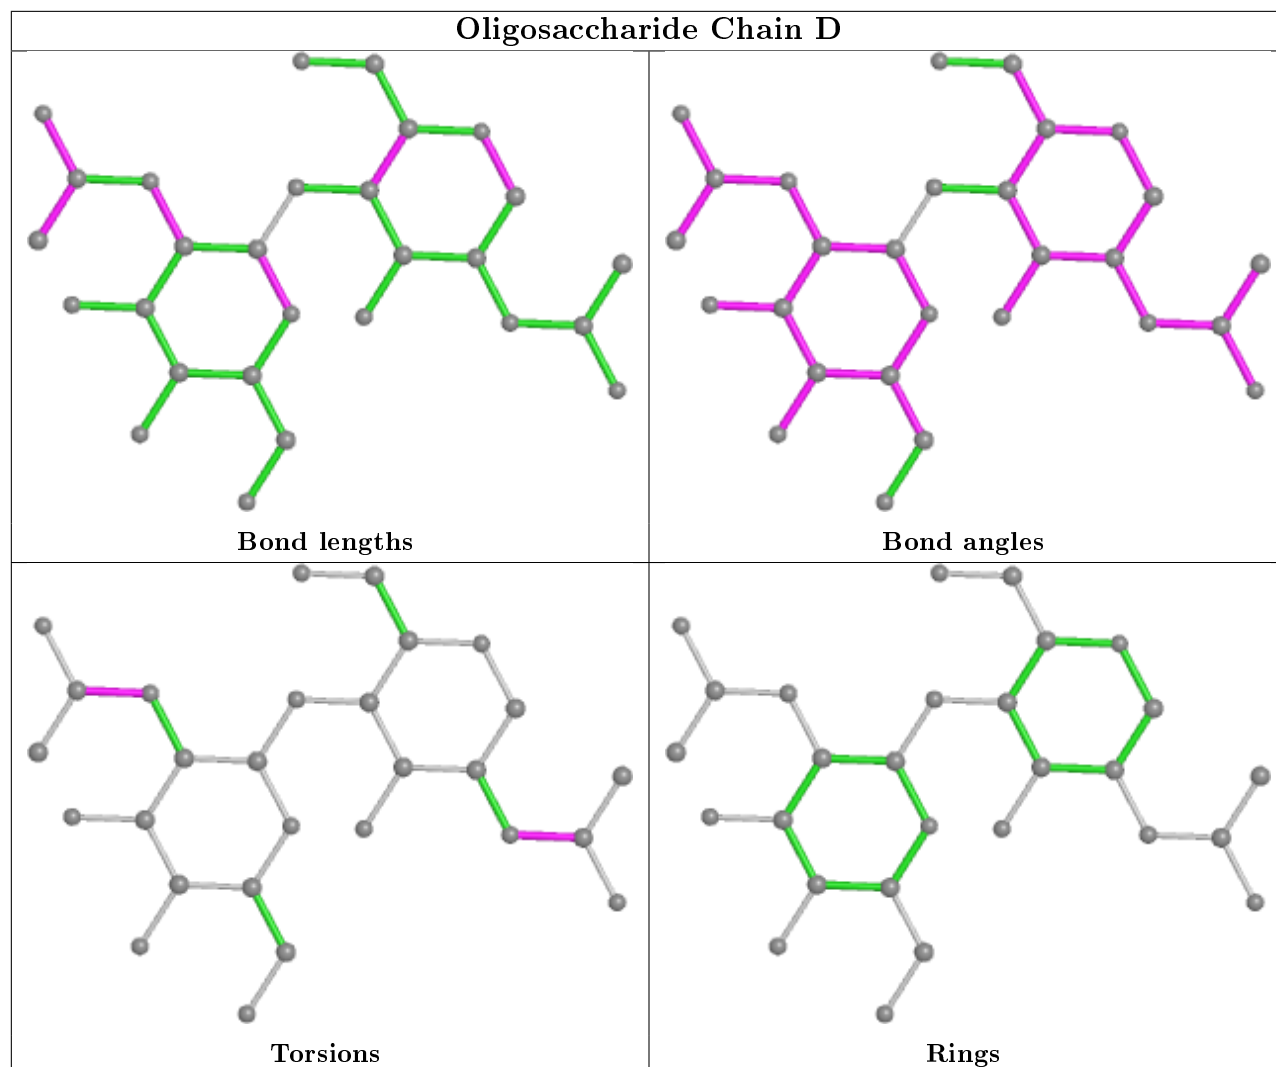 Oligosaccharide Chain D
Bond lengths
Bond angles
Torsions
Rings